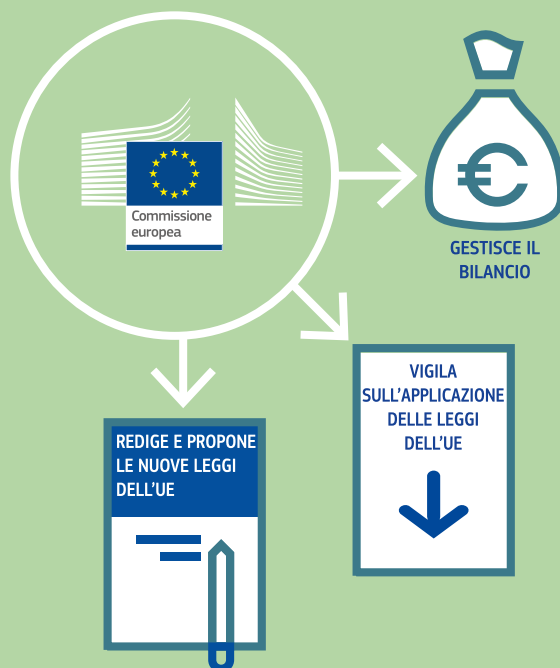 Commissione
europea
€
GESTISCE IL
BILANCIO
VIGILA
SULL'APPLICAZIONE
DELLE LEGGI
DELL'UE
REDIGE E PROPONE
LE NUOVE LEGGI
DELL'UE